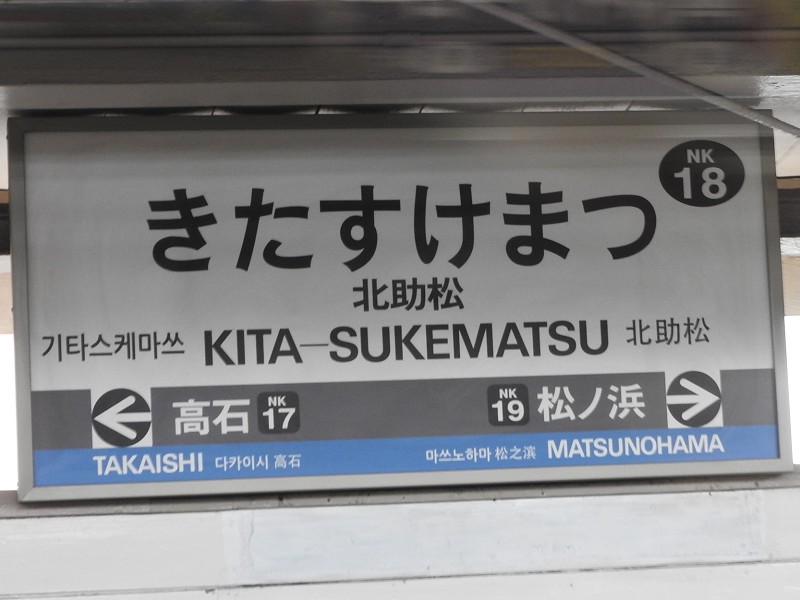 NK
18
きたすけまつ
北助松
기타스케마쓰 KITA-SUKEMATSU 北助松
高石 NK 17 NK 19 松ノ浜
TAKAISHI 다카이시 高石 마쓰노하마 松之滨 MATSUNOHAMA